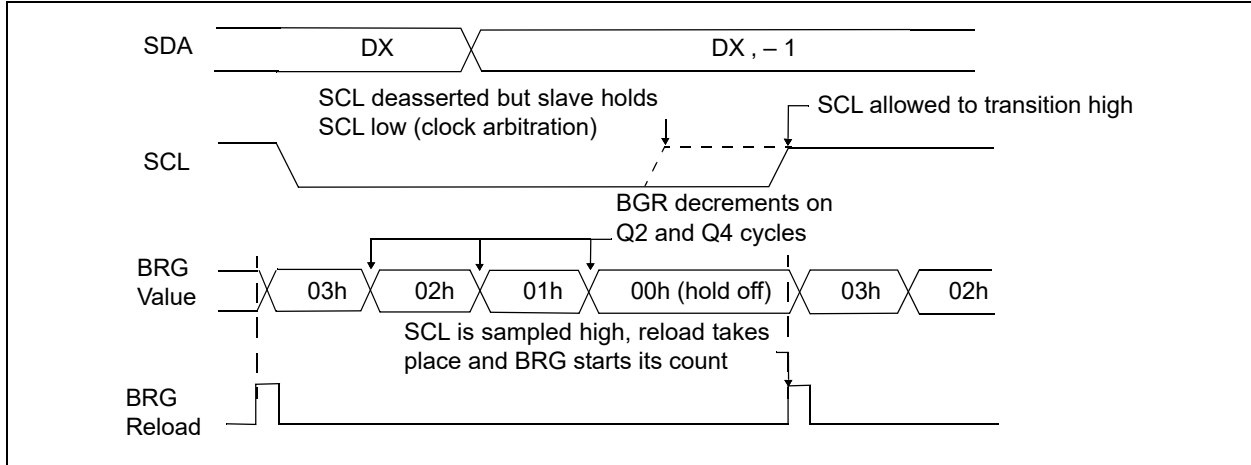 SDA
DX
DX , – 1
SCL deasserted but slave holds
SCL low (clock arbitration)
SCL allowed to transition high
SCL
BGR decrements on
Q2 and Q4 cycles
BRG
Value
03h
02h
01h
00h (hold off)
03h
02h
SCL is sampled high, reload takes
place and BRG starts its count
BRG
Reload